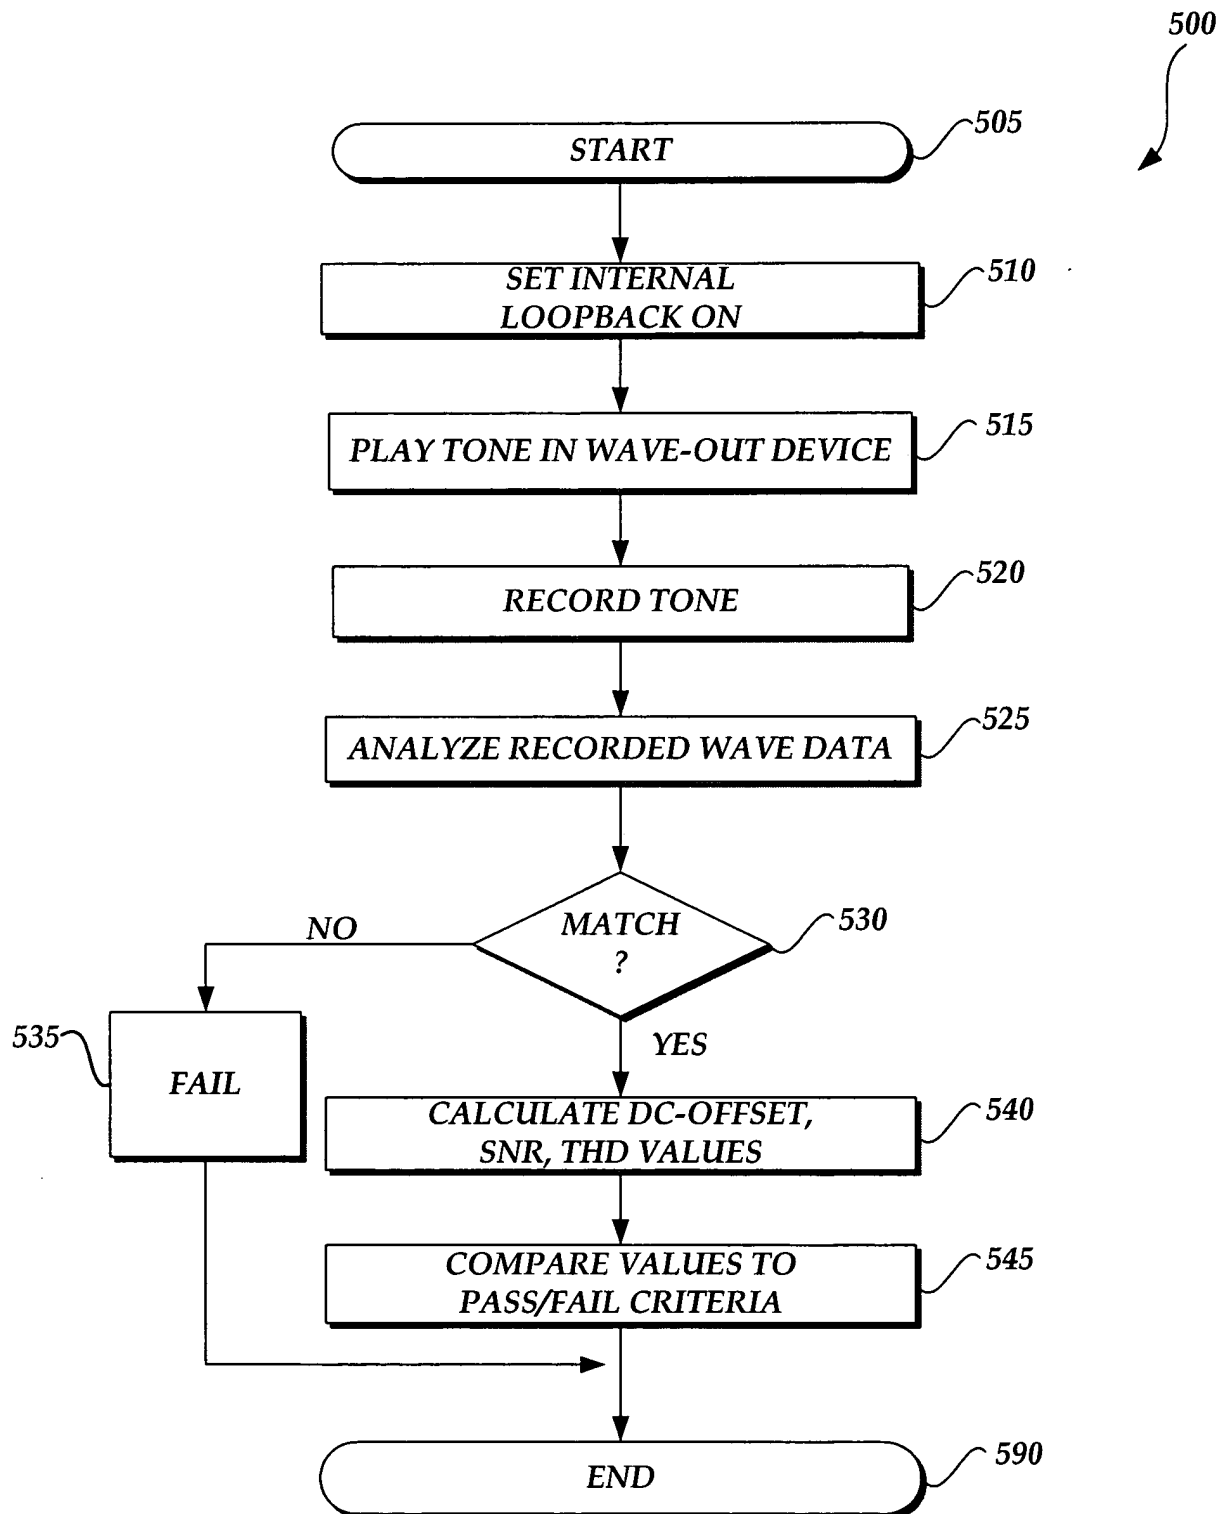 500
START
505
SET INTERNAL
LOOPBACK ON
510
PLAY TONE IN WAVE-OUT DEVICE
515
RECORD TONE
520
ANALYZE RECORDED WAVE DATA
525
MATCH
?
530
NO
YES
535
FAIL
CALCULATE DC-OFFSET,
SNR, THD VALUES
540
COMPARE VALUES TO
PASS/FAIL CRITERIA
545
END
590